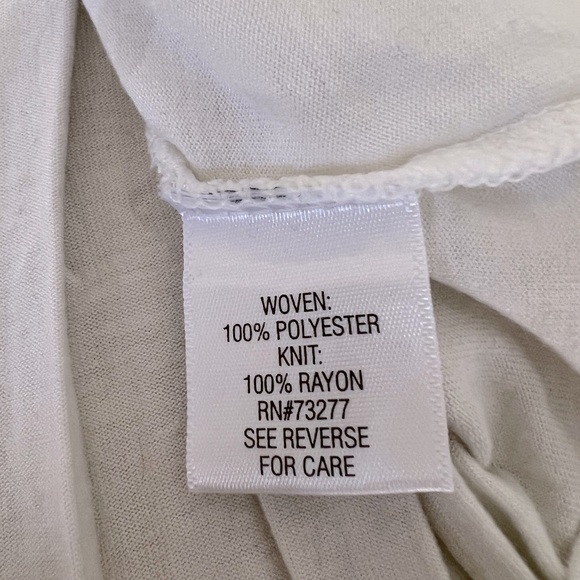 WOVEN:
100% POLYESTER
KNIT:
100% RAYON
RN#73277
SEE REVERSE
FOR CARE